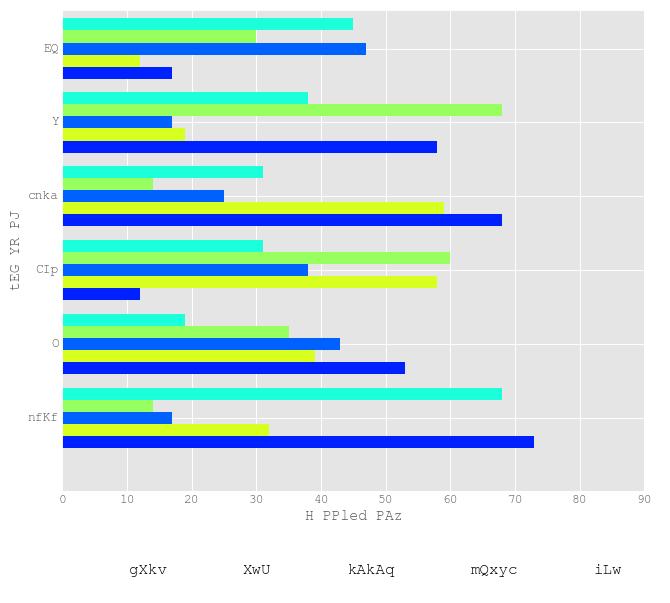 EQ
Y
cnka
CIp
O
nfKf
tEG YR PJ
0 10 20 30 40 50 60 70 80 90
H PPled PAz
gXkv XwU kAkAq mQxyc iLw